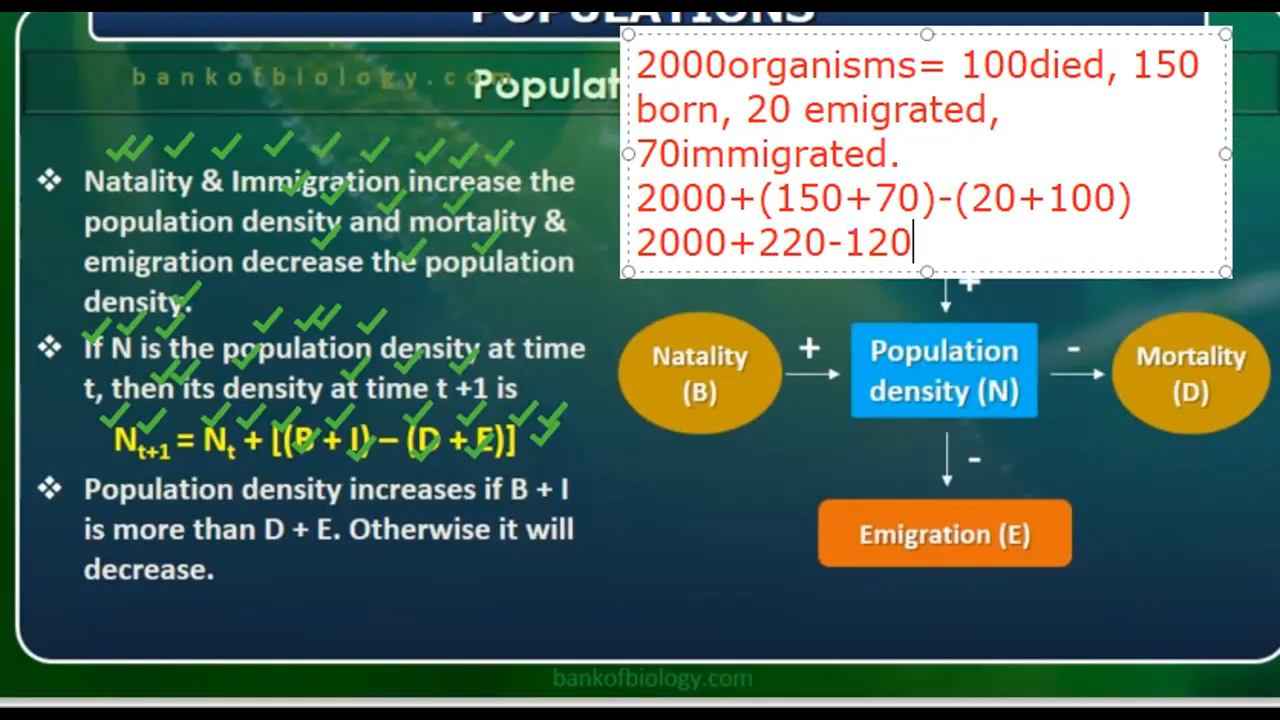 POPULATIONS
bankofbiology.com
Populat
2000organisms= 100died, 150
born, 20 emigrated,
70immigrated.
2000+(150+70)-(20+100)
2000+220-120
❖ Natality & Immigration increase the
population density and mortality &
emigration decrease the population
density.
❖ If N is the population density at time
t, then its density at time t +1 is
Nt+1 = Nt + [(B + I) – (D + E)]
❖ Population density increases if B + I
is more than D + E. Otherwise it will
decrease.
+
Natality
(B)
+
Population
density (N)
-
Mortality
(D)
-
Emigration (E)
bankofbiology.com